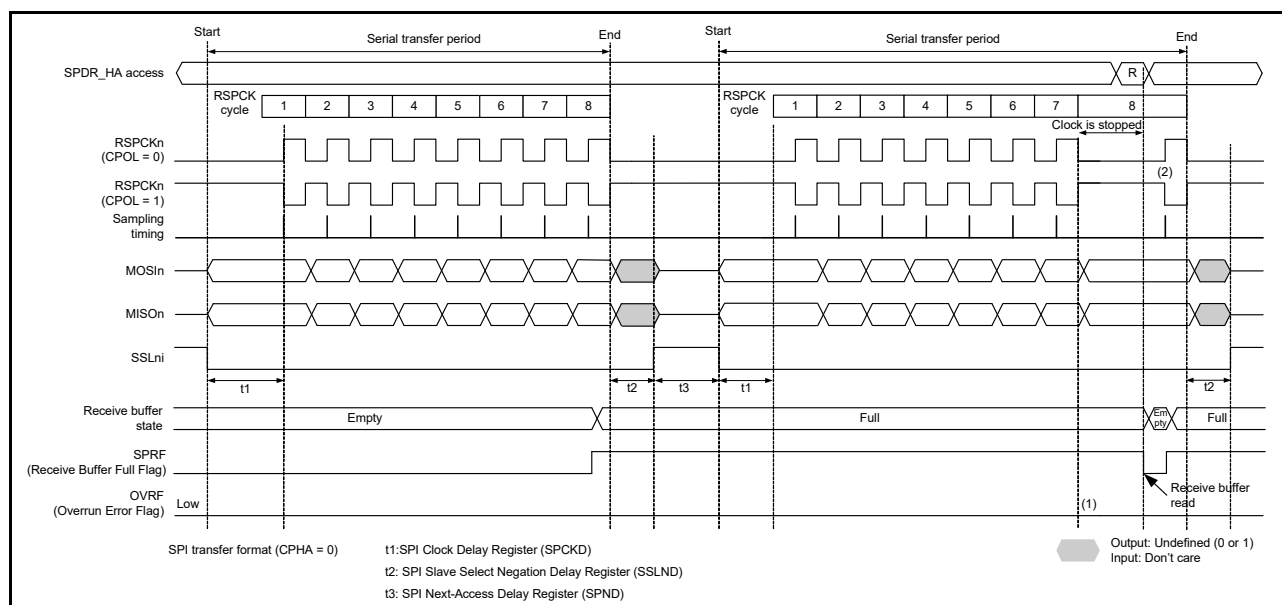 Start Serial transfer period End Start Serial transfer period End
SPDR_HA access R
RSPCK cycle 1 2 3 4 5 6 7 8 RSPCK cycle 1 2 3 4 5 6 7 8
Clock is stopped
RSPCKn
(CPOL = 0)
(2)
RSPCKn
(CPOL = 1)
Sampling
timing
MOSIn
MISOn
SSLni
t1 t2 t3 t1 t2
Receive buffer
state
Empty Full Em
pty Full
SPRF
(Receive Buffer Full Flag)
Receive buffer
read
OVRF
(Overrun Error Flag)
Low (1)
SPI transfer format (CPHA = 0) t1:SPI Clock Delay Register (SPCKD)
t2: SPI Slave Select Negation Delay Register (SSLND)
t3: SPI Next-Access Delay Register (SPND)
Output: Undefined (0 or 1)
Input: Don't care